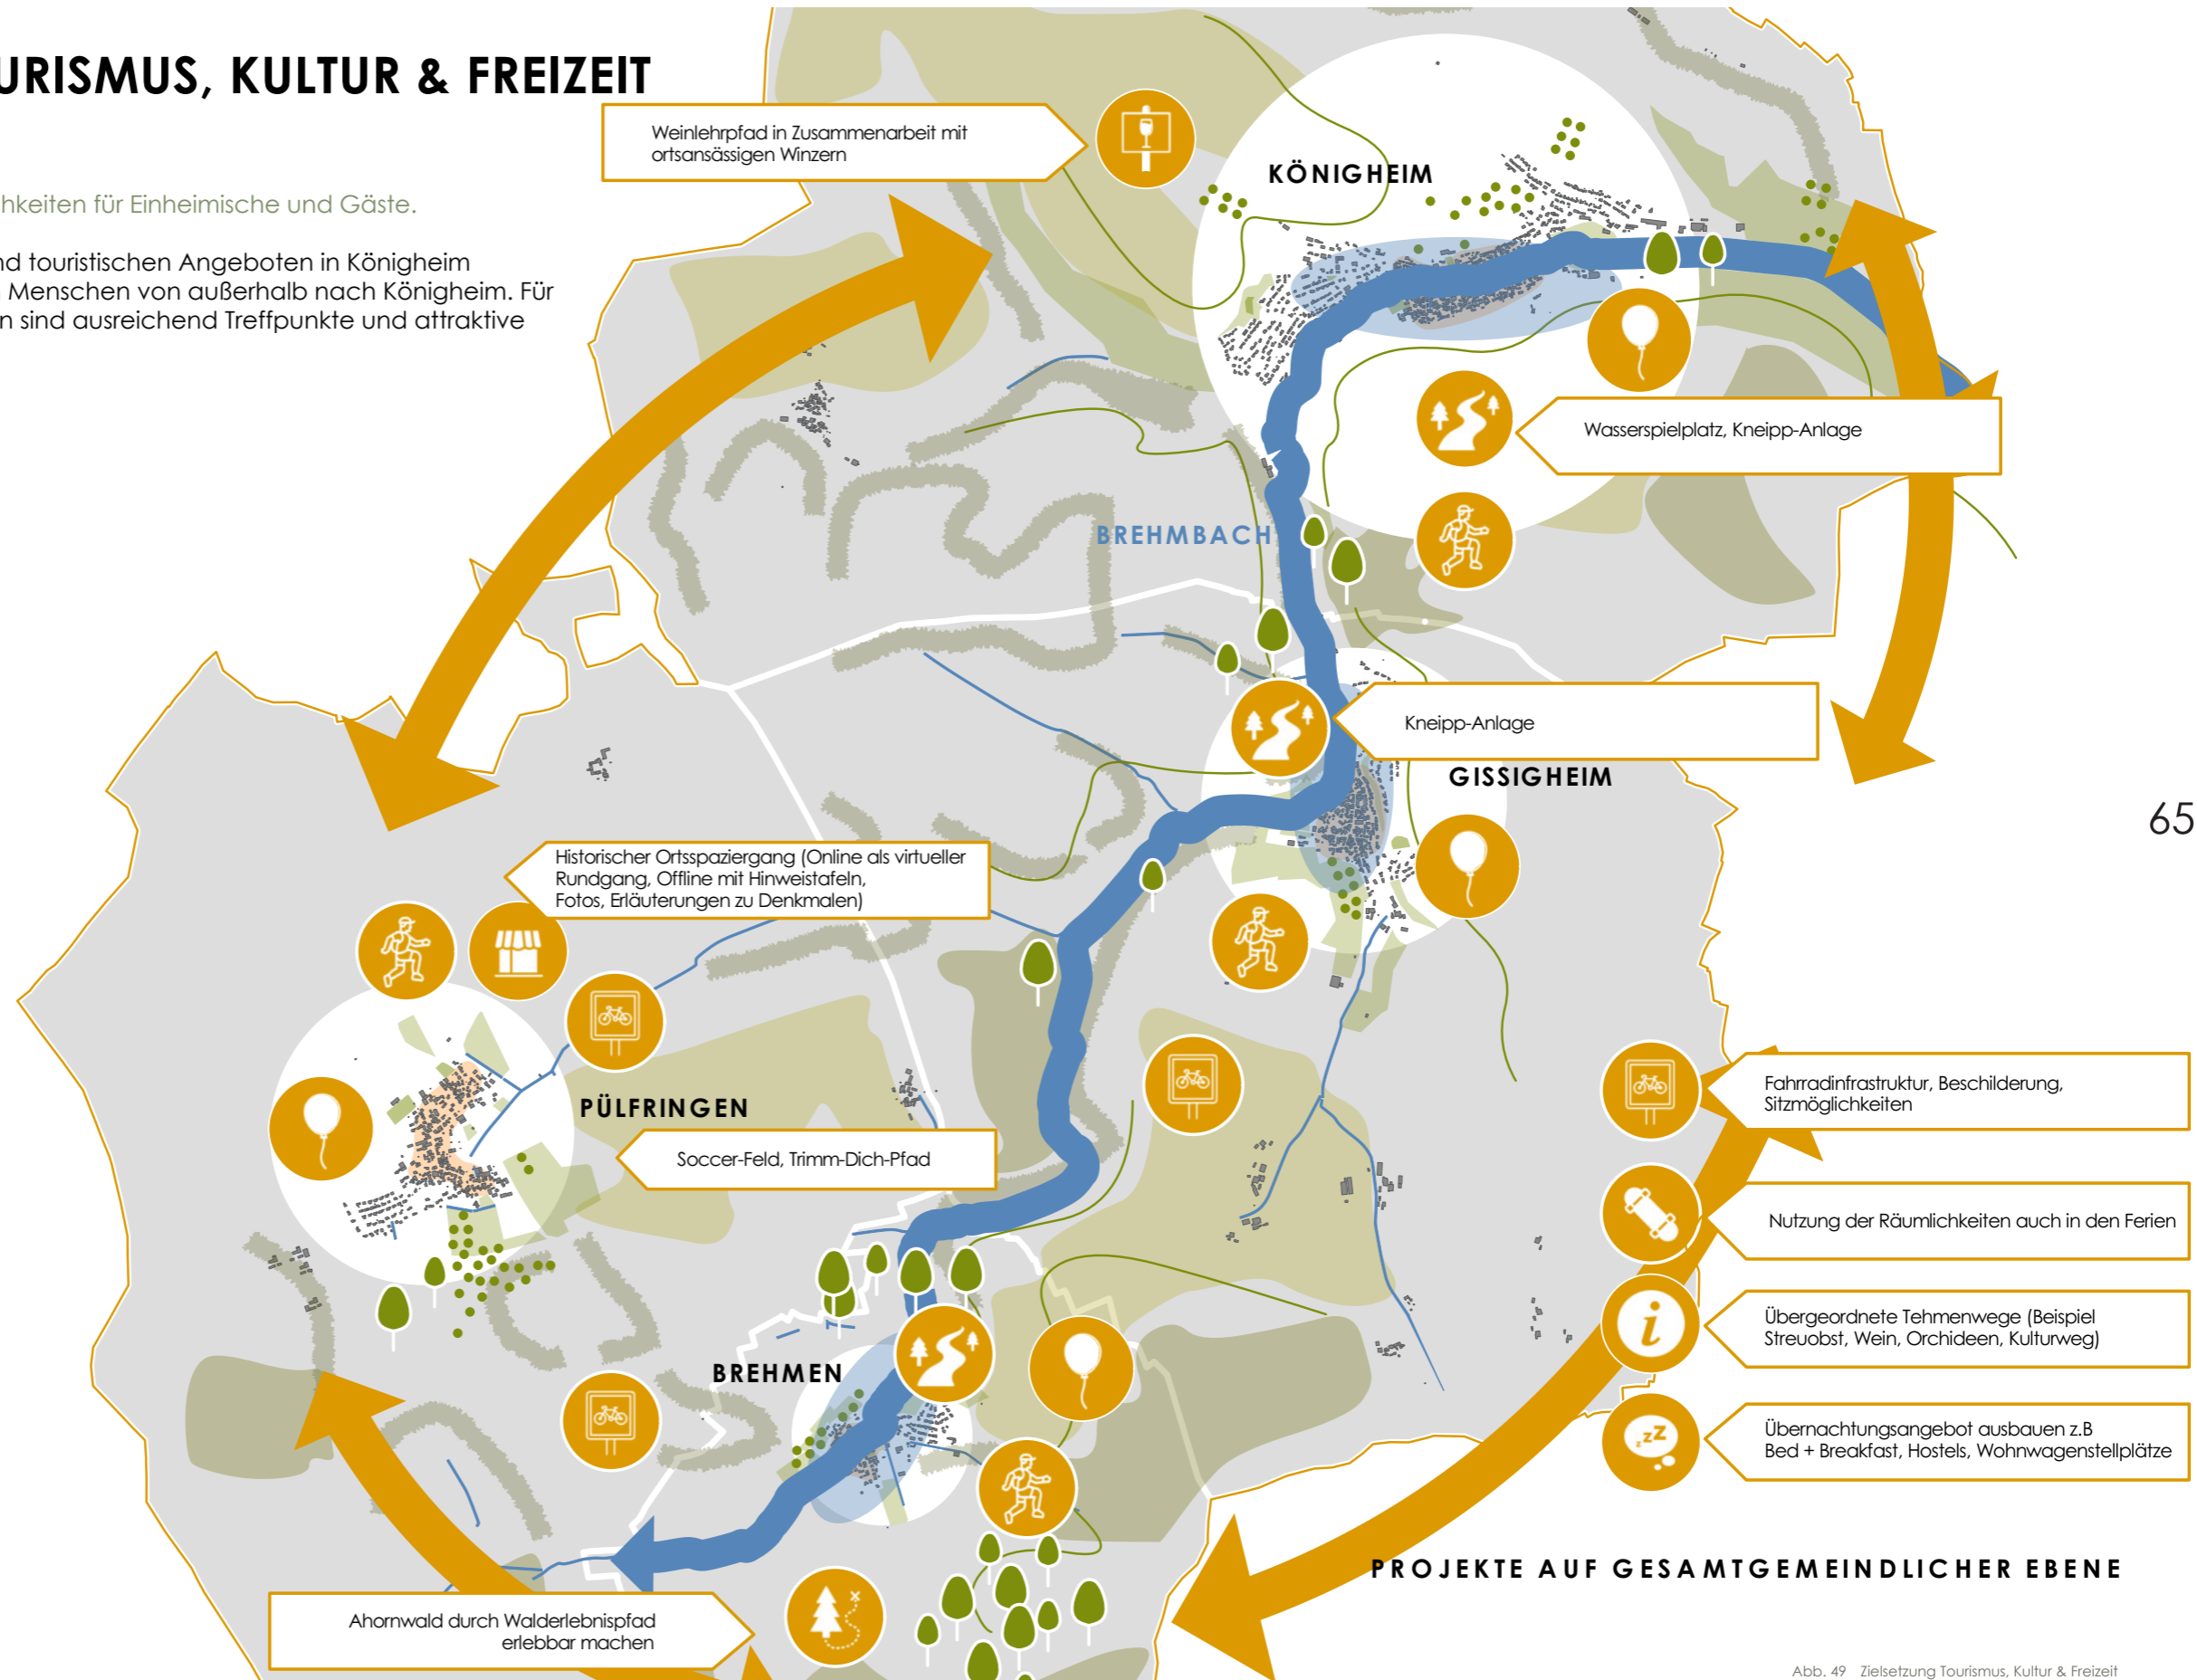 URISMUS, KULTUR & FREIZEIT
hkeiten für Einheimische und Gäste.
nd touristischen Angeboten in Königheim
n Menschen von außerhalb nach Königheim. Für
n sind ausreichend Treffpunkte und attraktive
Weinlehrpfad in Zusammenarbeit mit
ortsansässigen Winzern
KÖNIGHEIM
Wasserspielplatz, Kneipp-Anlage
BREHMBACH
Kneipp-Anlage
GISSIGHEIM
65
Historischer Ortsspaziergang (Online als virtueller
Rundgang, Offline mit Hinweistafeln,
Fotos, Erläuterungen zu Denkmalen)
PÜLFRINGEN
Soccer-Feld, Trimm-Dich-Pfad
Fahrradinfrastruktur, Beschilderung,
Sitzmöglichkeiten
Nutzung der Räumlichkeiten auch in den Ferien
i
Übergeordnete Tehmenwege (Beispiel
Streuobst, Wein, Orchideen, Kulturweg)
BREHMEN
zzZ
Übernachtungsangebot ausbauen z.B
Bed + Breakfast, Hostels, Wohnwagenstellplätze
PROJEKTE AUF GESAMTGEMEINDLICHER EBENE
Ahornwald durch Walderlebnispfad
erlebbar machen
Abb. 49 Zielsetzung Tourismus, Kultur & Freizeit